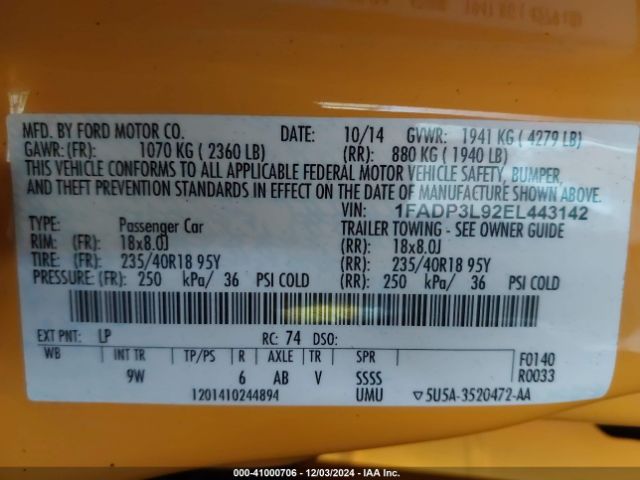 MFD. BY FORD MOTOR CO. DATE: 10/14 GVWR: 1941 KG ( 4279 LB)
GAWR:(FR): 1070 KG ( 2360 LB) (RR): 880 KG ( 1940 LB)
THIS VEHICLE CONFORMS TO ALL APPLICABLE FEDERAL MOTOR VEHICLE SAFETY, BUMPER,
AND THEFT PREVENTION STANDARDS IN EFFECT ON THE DATE OF MANUFACTURE SHOWN ABOVE.
VIN: 1FADP3L92EL443142
TYPE: Passenger Car TRAILER TOWING - SEE OWNER GUIDE
RIM: (FR): 18x8.0J (RR): 18x8.0J
TIRE: (FR): 235/40R18 95Y (RR): 235/40R18 95Y
PRESSURE: (FR): 250 kPa/ 36 PSI COLD (RR): 250 kPa/ 36 PSI COLD
EXT PNT: LP RC: 74 DSO:
WB INT TR TP/PS R AXLE TR SPR F0140
9W 6 AB V SSSS R0033
1201410244894 UMU ▽5U5A-3520472-AA
000-41000706 - 12/03/2024 - IAA Inc.